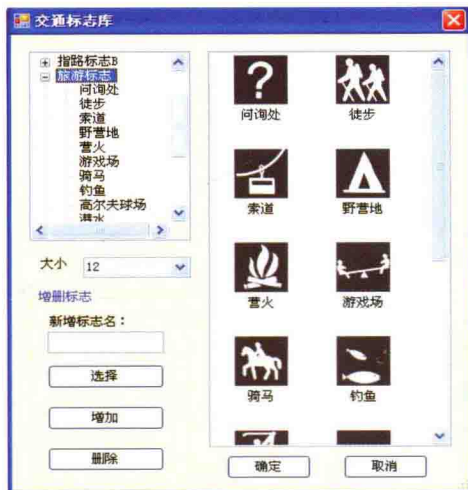 交通标志库
指路标志B
旅游标志
问询处
徒步
索道
野营地
营火
游戏场
骑马
钓鱼
高尔夫球场
潜水
大小 12
增删标志
新增标志名：
选择
增加
删除
?
问询处 徒步
索道 野营地
营火 游戏场
骑马 钓鱼
确定 取消